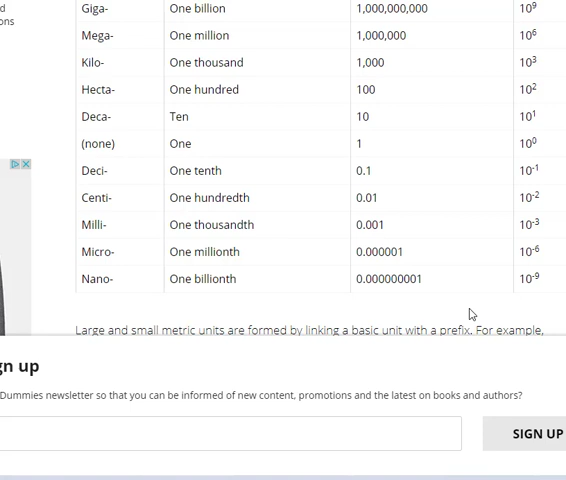 d
ons
Giga- One billion 1,000,000,000 10⁹
Mega- One million 1,000,000 10⁶
Kilo- One thousand 1,000 10³
Hecta- One hundred 100 10²
Deca- Ten 10 10¹
(none) One 1 10⁰
Deci- One tenth 0.1 10⁻¹
Centi- One hundredth 0.01 10⁻²
Milli- One thousandth 0.001 10⁻³
Micro- One millionth 0.000001 10⁻⁶
Nano- One billionth 0.000000001 10⁻⁹
Large and small metric units are formed by linking a basic unit with a prefix. For example,
gn up
Dummies newsletter so that you can be informed of new content, promotions and the latest on books and authors?
SIGN UP